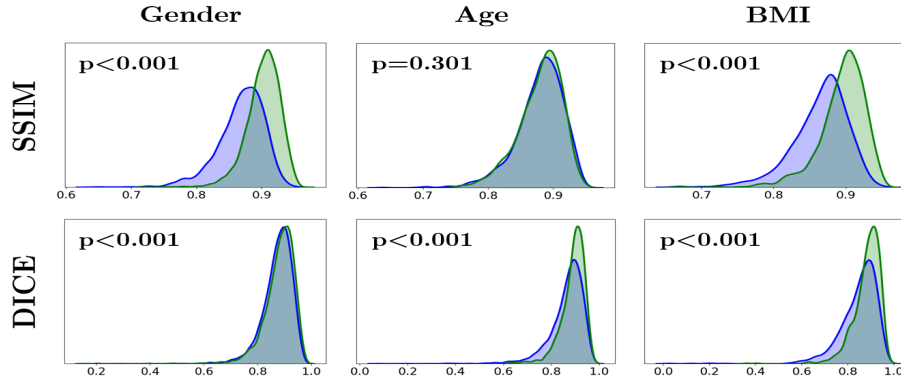 Gender Age BMI
SSIM
p<0.001 p=0.301 p<0.001
0.6 0.7 0.8 0.9 0.6 0.7 0.8 0.9 0.7 0.8 0.9
DICE
p<0.001 p<0.001 p<0.001
0.2 0.4 0.6 0.8 1.0 0.0 0.2 0.4 0.6 0.8 1.0 0.0 0.2 0.4 0.6 0.8 1.0